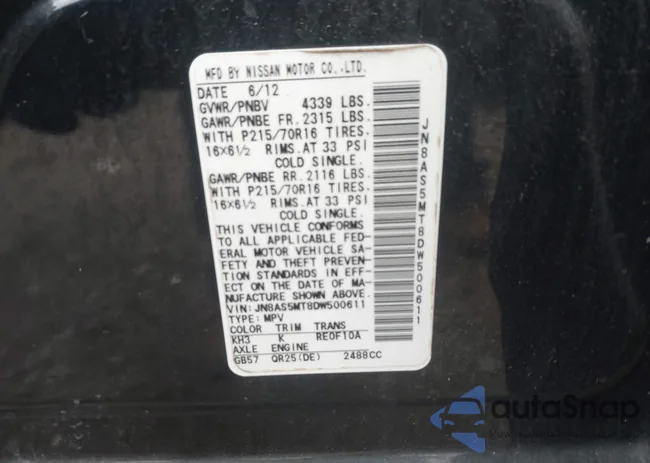 MFD BY NISSAN MOTOR CO.,LTD.
DATE 6/12
GVWR/PNBV 4339 LBS.
GAWR/PNBE FR. 2315 LBS.
WITH P215/70R16 TIRES.
16X6½ RIMS. AT 33 PSI
COLD SINGLE.
GAWR/PNBE RR. 2116 LBS.
WITH P215/70R16 TIRES.
16X6½ RIMS. AT 33 PSI
COLD SINGLE.
THIS VEHICLE CONFORMS
TO ALL APPLICABLE FED-
ERAL MOTOR VEHICLE SA-
FETY AND THEFT PREVEN-
TION STANDARDS IN EFF-
ECT ON THE DATE OF MA-
NUFACTURE SHOWN ABOVE.
VIN: JN8AS5MT8DW500611
TYPE: MPV
COLOR TRIM TRANS
KH3 K RE0F10A
AXLE ENGINE
GB57 QR25(DE) 2488CC
JN8AS5MT8DW500611
autoSnap